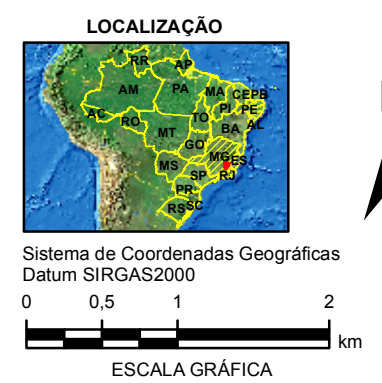 LOCALIZAÇÃO
RR AP
AM PA MA CE PB
PI PE
AC RO TO AL
MT BA
GO
MG ES
MS SP RJ
PR
SC
RS
Sistema de Coordenadas Geográficas
Datum SIRGAS2000
0 0,5 1 2
km
ESCALA GRÁFICA